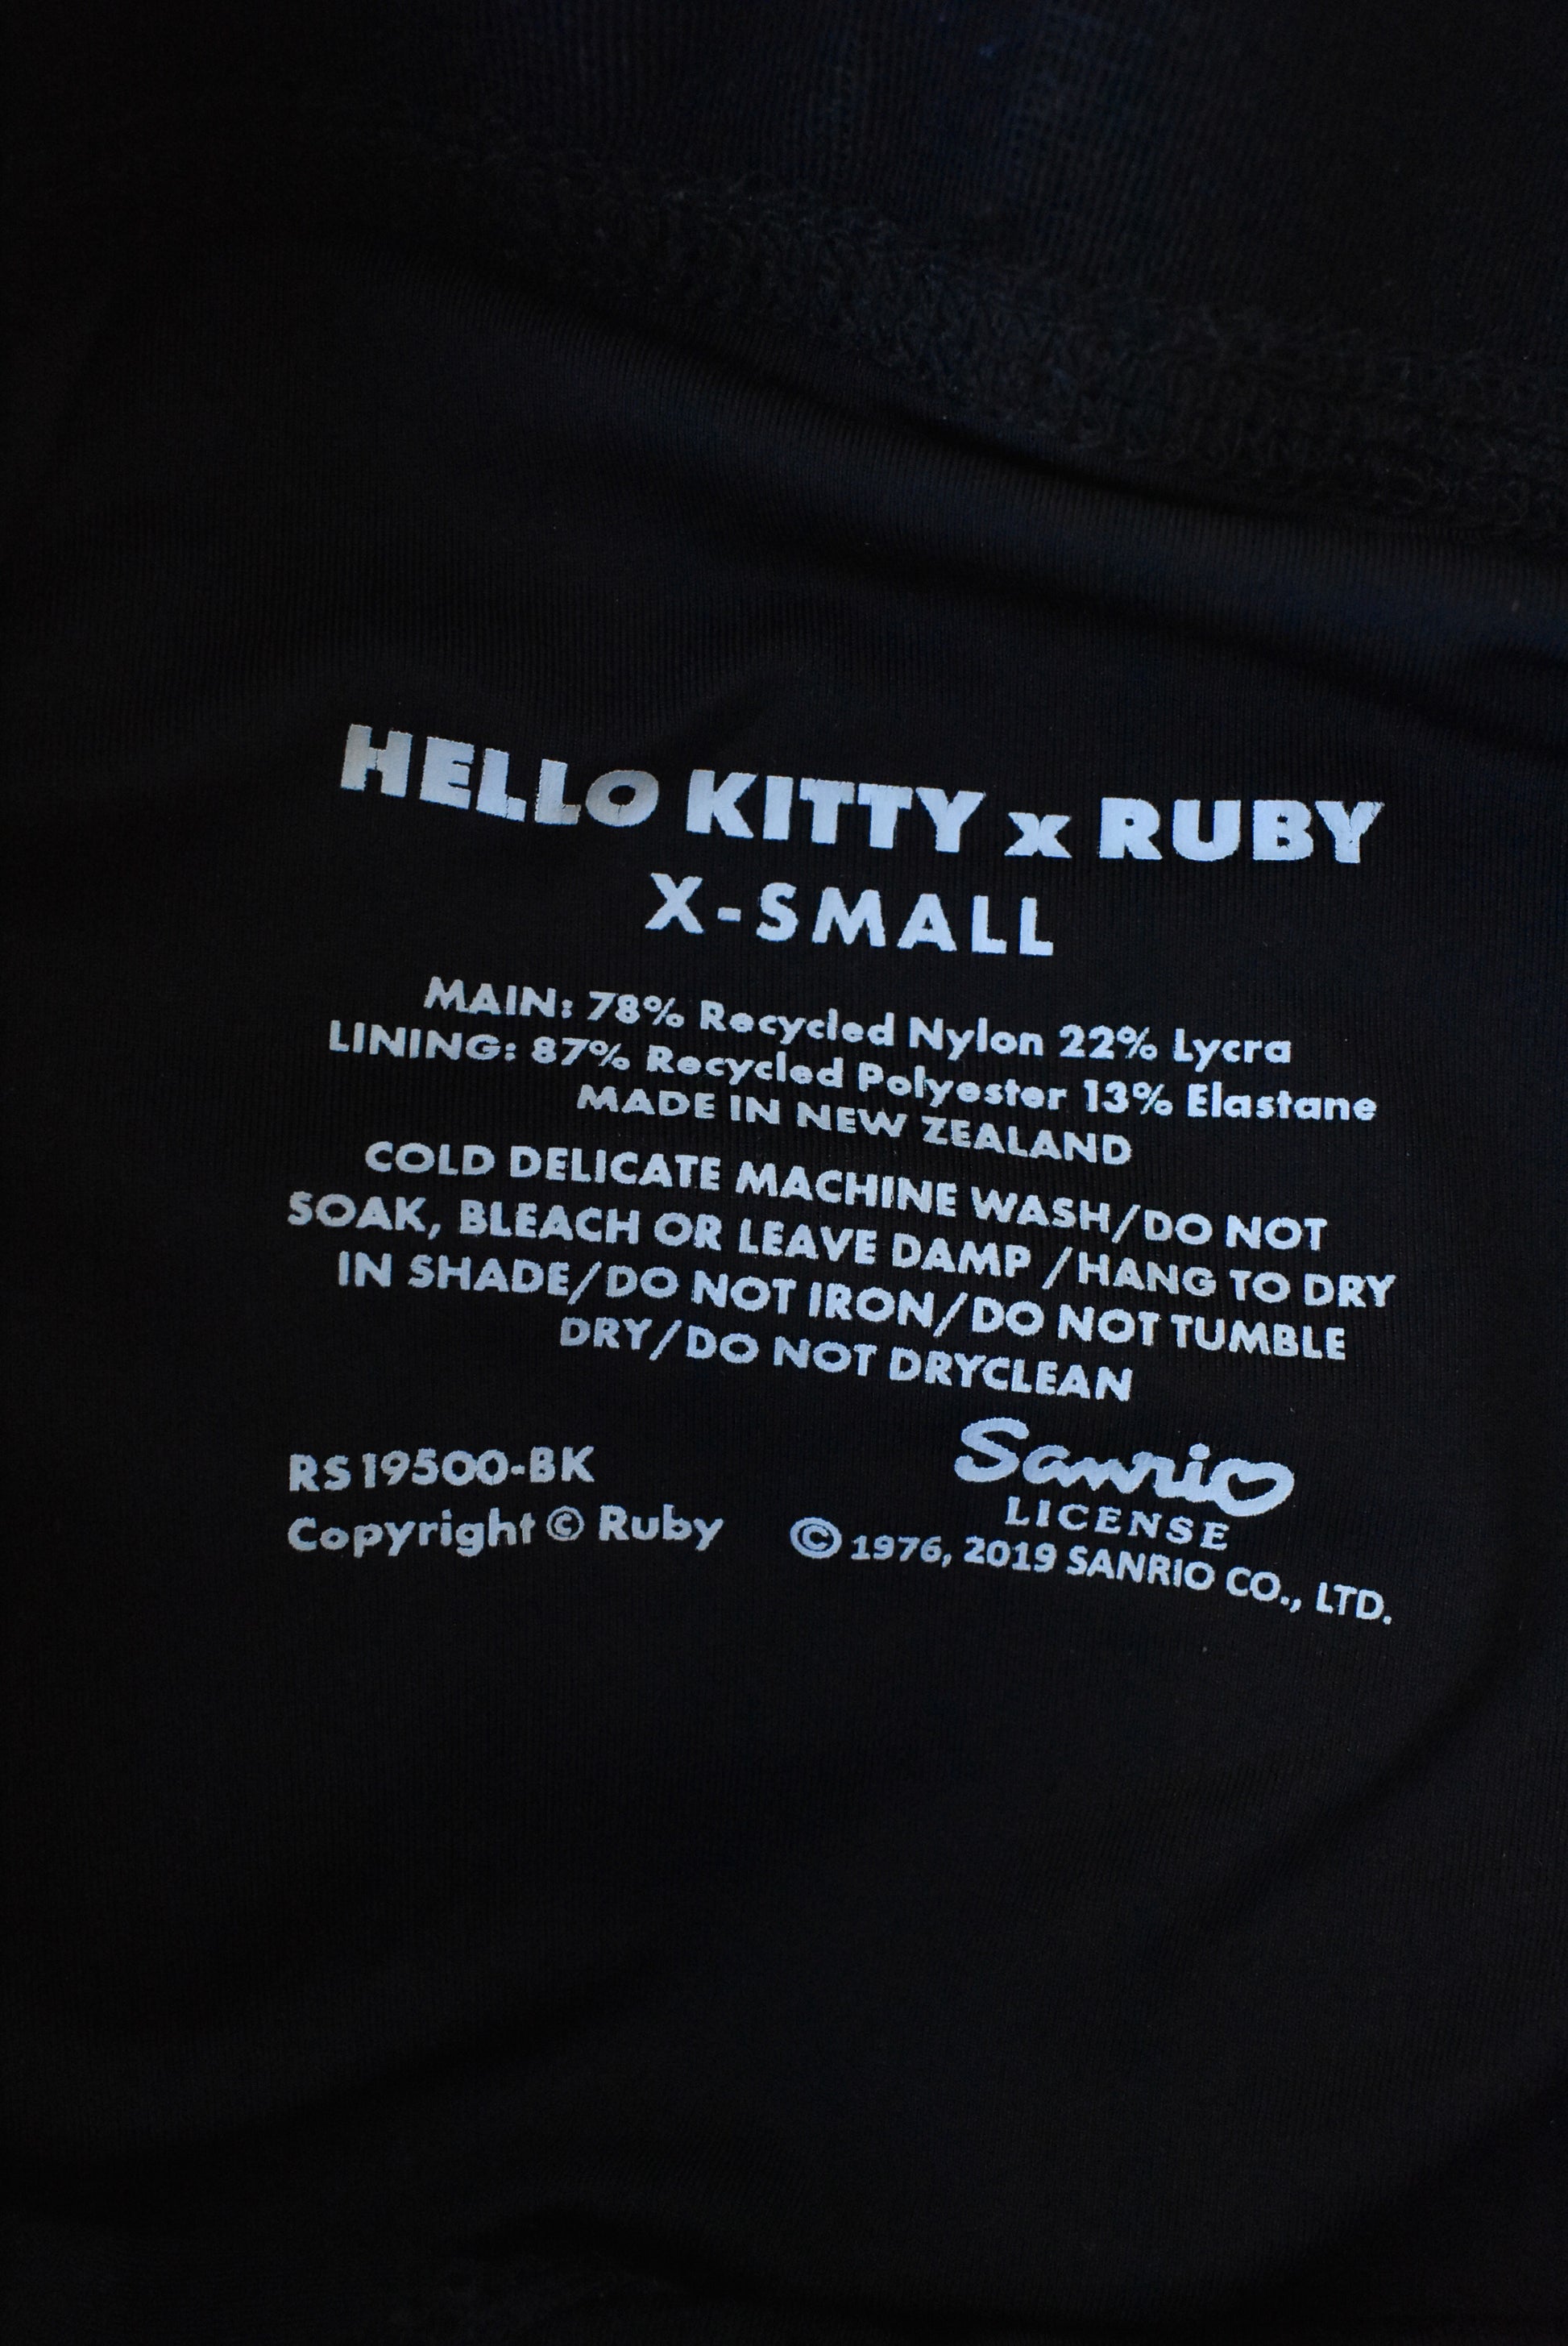 HELLO KITTY x RUBY
X-SMALL
MAIN: 78% Recycled Nylon 22% Lycra
LINING: 87% Recycled Polyester 13% Elastane
MADE IN NEW ZEALAND
COLD DELICATE MACHINE WASH/DO NOT
SOAK, BLEACH OR LEAVE DAMP /HANG TO DRY
IN SHADE/DO NOT IRON/DO NOT TUMBLE
DRY/DO NOT DRYCLEAN
RS19500-BK
Copyright © Ruby
Sanrio
LICENSE
© 1976, 2019 SANRIO CO., LTD.